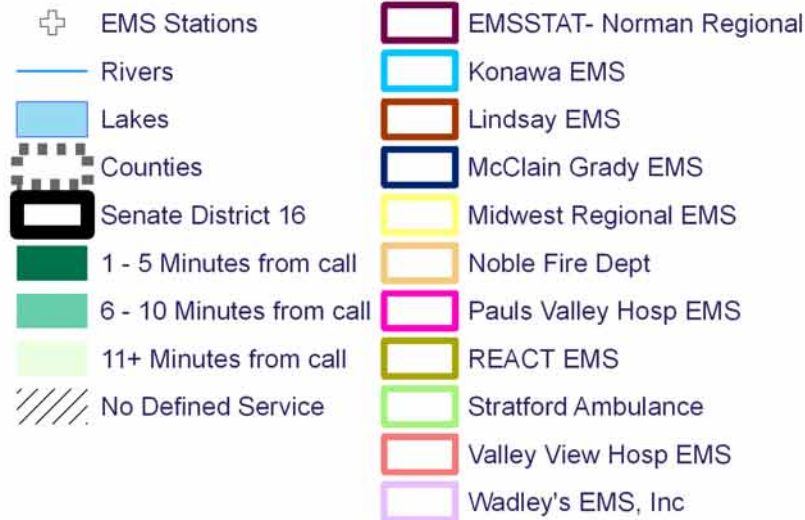 EMS Stations
Rivers
Lakes
Counties
Senate District 16
1 - 5 Minutes from call
6 - 10 Minutes from call
11+ Minutes from call
No Defined Service
EMSSTAT- Norman Regional
Konawa EMS
Lindsay EMS
McClain Grady EMS
Midwest Regional EMS
Noble Fire Dept
Pauls Valley Hosp EMS
REACT EMS
Stratford Ambulance
Valley View Hosp EMS
Wadley's EMS, Inc